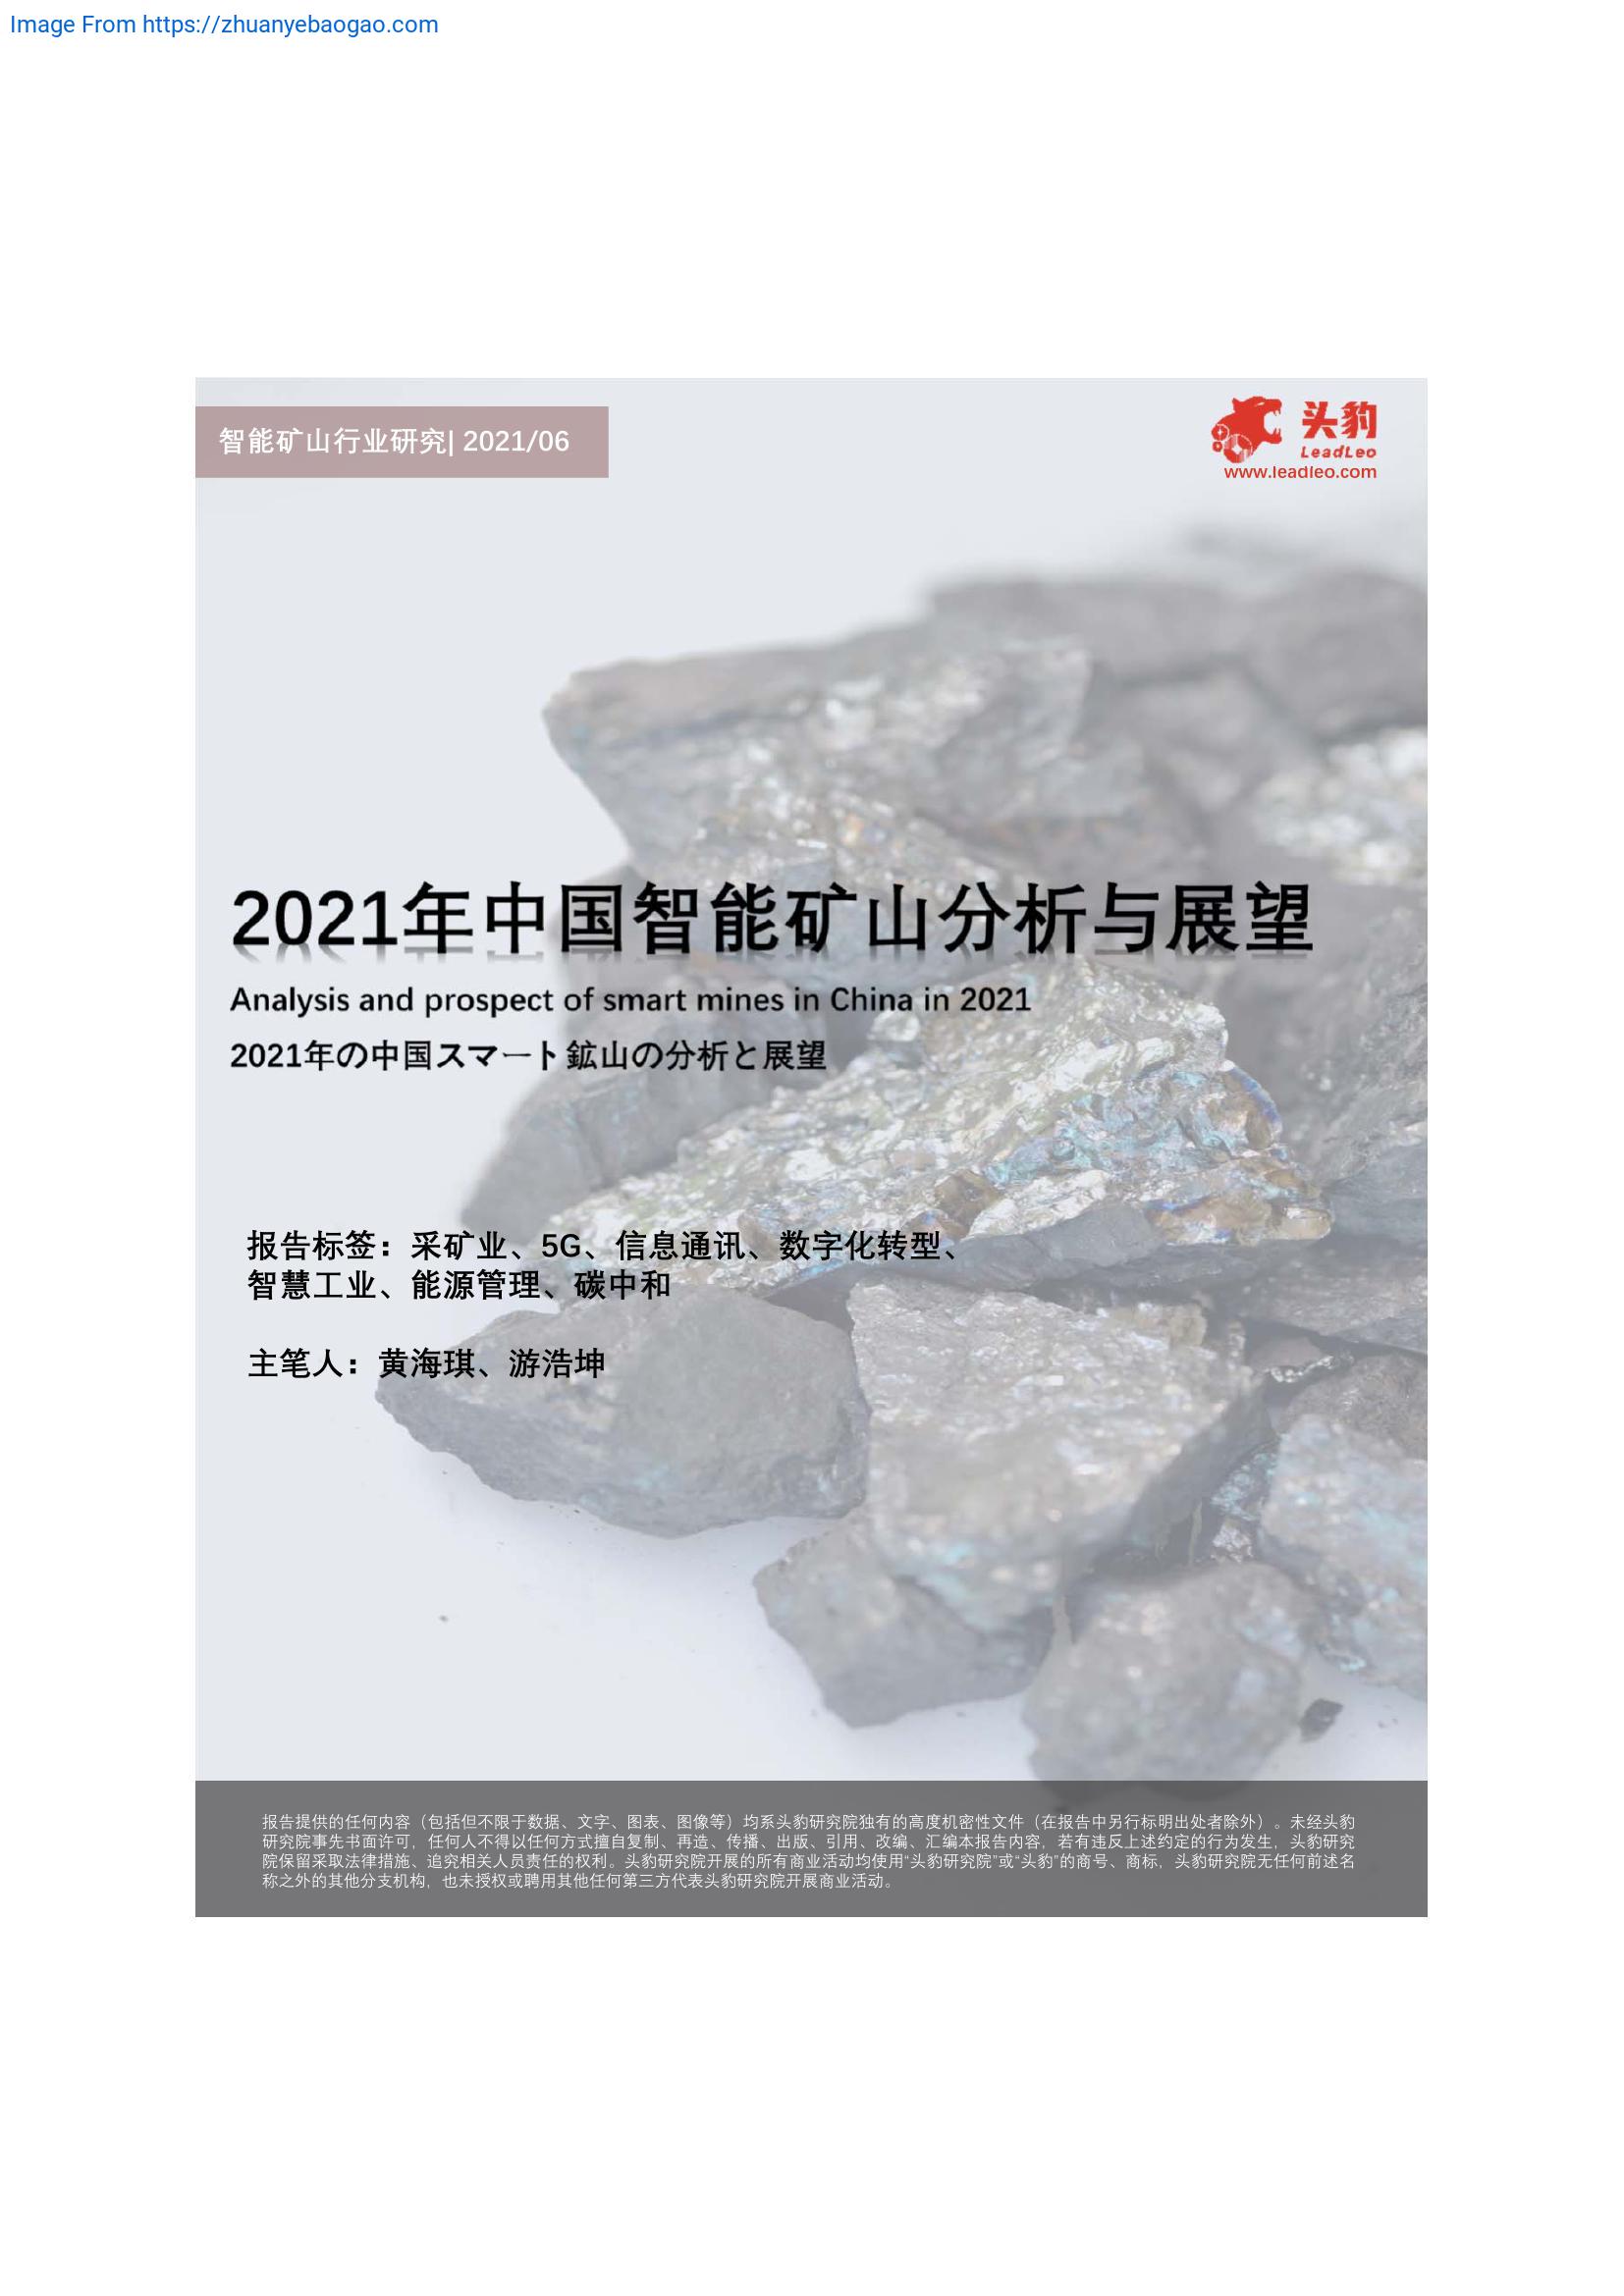 Image From https://zhuanyebaogao.com
智能矿山行业研究| 2021/06
头豹
LeadLeo
www.leadleo.com
2021年中国智能矿山分析与展望
Analysis and prospect of smart mines in China in 2021
2021年の中国スマート鉱山の分析と展望
报告标签：采矿业、5G、信息通讯、数字化转型、
智慧工业、能源管理、碳中和
主笔人：黄海琪、游浩坤
报告提供的任何内容（包括但不限于数据、文字、图表、图像等）均系头豹研究院独有的高度机密性文件（在报告中另行标明出处者除外）。未经头豹
研究院事先书面许可，任何人不得以任何方式擅自复制、再造、传播、出版、引用、改编、汇编本报告内容，若有违反上述约定的行为发生，头豹研究
院保留采取法律措施、追究相关人员责任的权利。头豹研究院开展的所有商业活动均使用“头豹研究院”或“头豹”的商号、商标，头豹研究院无任何前述名
称之外的其他分支机构，也未授权或聘用其他任何第三方代表头豹研究院开展商业活动。